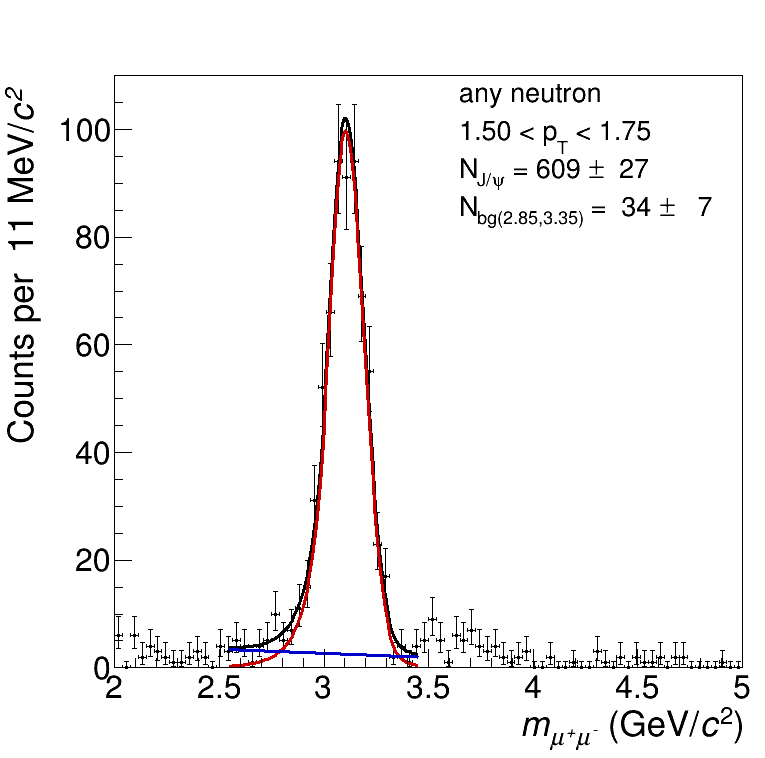 any neutron
1.50 < p_T < 1.75
N_J/ψ = 609 ± 27
N_bg(2.85,3.35) = 34 ± 7
Counts per 11 MeV/c²
100
80
60
40
20
0
2 2.5 3 3.5 4 4.5 5
m_μ⁺μ⁻ (GeV/c²)